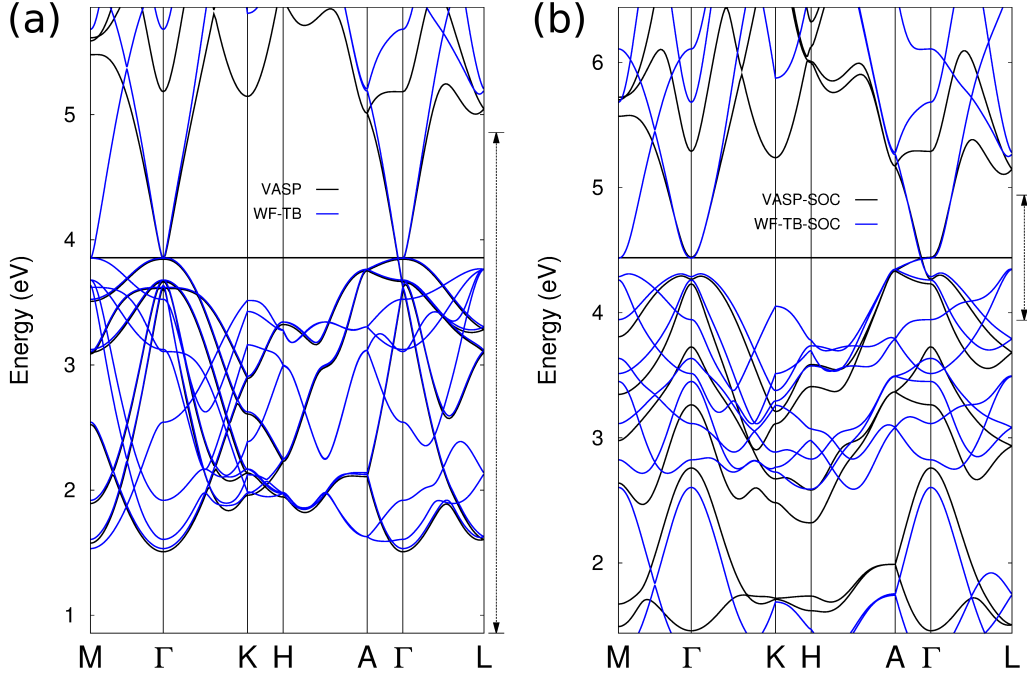 (a)
Energy (eV)
5
4
3
2
1
VASP
WF-TB
M Γ K H A Γ L
(b)
Energy (eV)
6
5
4
3
2
VASP-SOC
WF-TB-SOC
M Γ K H A Γ L